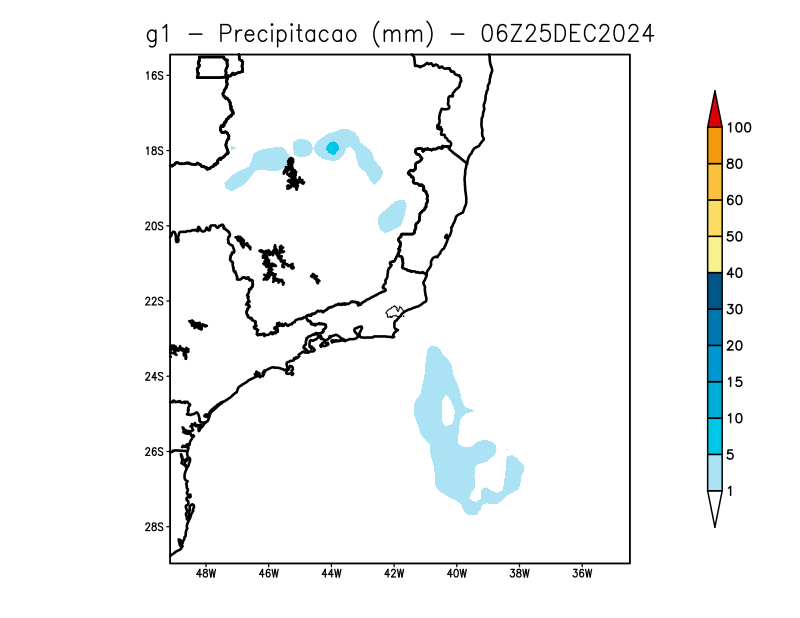 g1 – Precipitacao (mm) – 06Z25DEC2024
16S
18S
20S
22S
24S
26S
28S
48W 46W 44W 42W 40W 38W 36W
100
80
60
50
40
30
20
15
10
5
1